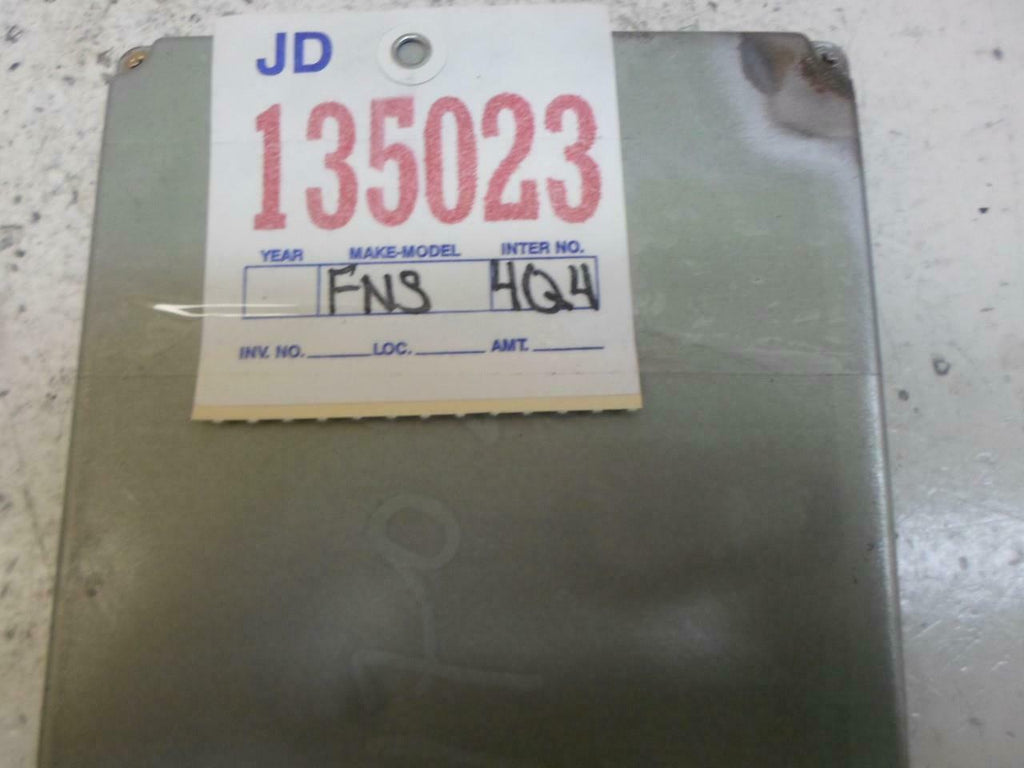 JD
135023
YEAR MAKE-MODEL INTER NO.
FNS 4Q4
INV. NO. LOC. AMT.